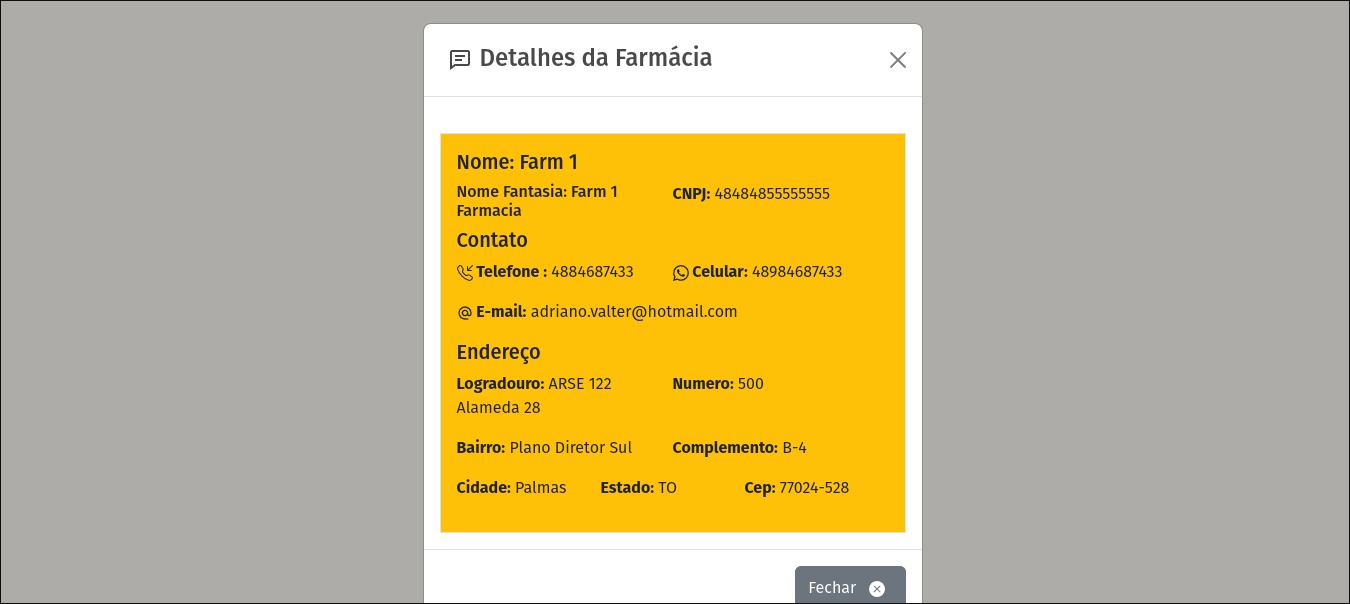 Detalhes da Farmácia
Nome: Farm 1
Nome Fantasia: Farm 1
Farmacia
CNPJ: 48484855555555
Contato
Telefone : 4884687433
Celular: 48984687433
E-mail: adriano.valter@hotmail.com
Endereço
Logradouro: ARSE 122
Alameda 28
Numero: 500
Bairro: Plano Diretor Sul
Complemento: B-4
Cidade: Palmas
Estado: TO
Cep: 77024-528
Fechar